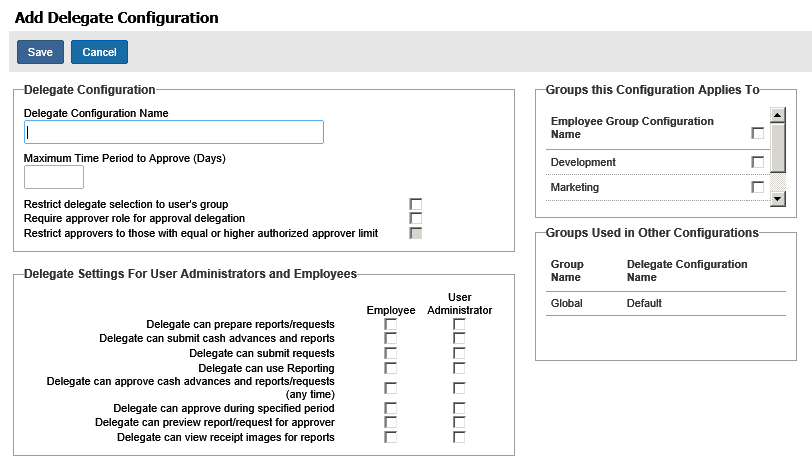 Add Delegate Configuration
Save Cancel
Delegate Configuration
Delegate Configuration Name
Maximum Time Period to Approve (Days)
Restrict delegate selection to user's group
Require approver role for approval delegation
Restrict approvers to those with equal or higher authorized approver limit
Delegate Settings For User Administrators and Employees
Employee User Administrator
Delegate can prepare reports/requests
Delegate can submit cash advances and reports
Delegate can submit requests
Delegate can use Reporting
Delegate can approve cash advances and reports/requests
(any time)
Delegate can approve during specified period
Delegate can preview report/request for approver
Delegate can view receipt images for reports
Groups this Configuration Applies To
Employee Group Configuration
Name
Development
Marketing
Groups Used in Other Configurations
Group Name Delegate Configuration Name
Global Default